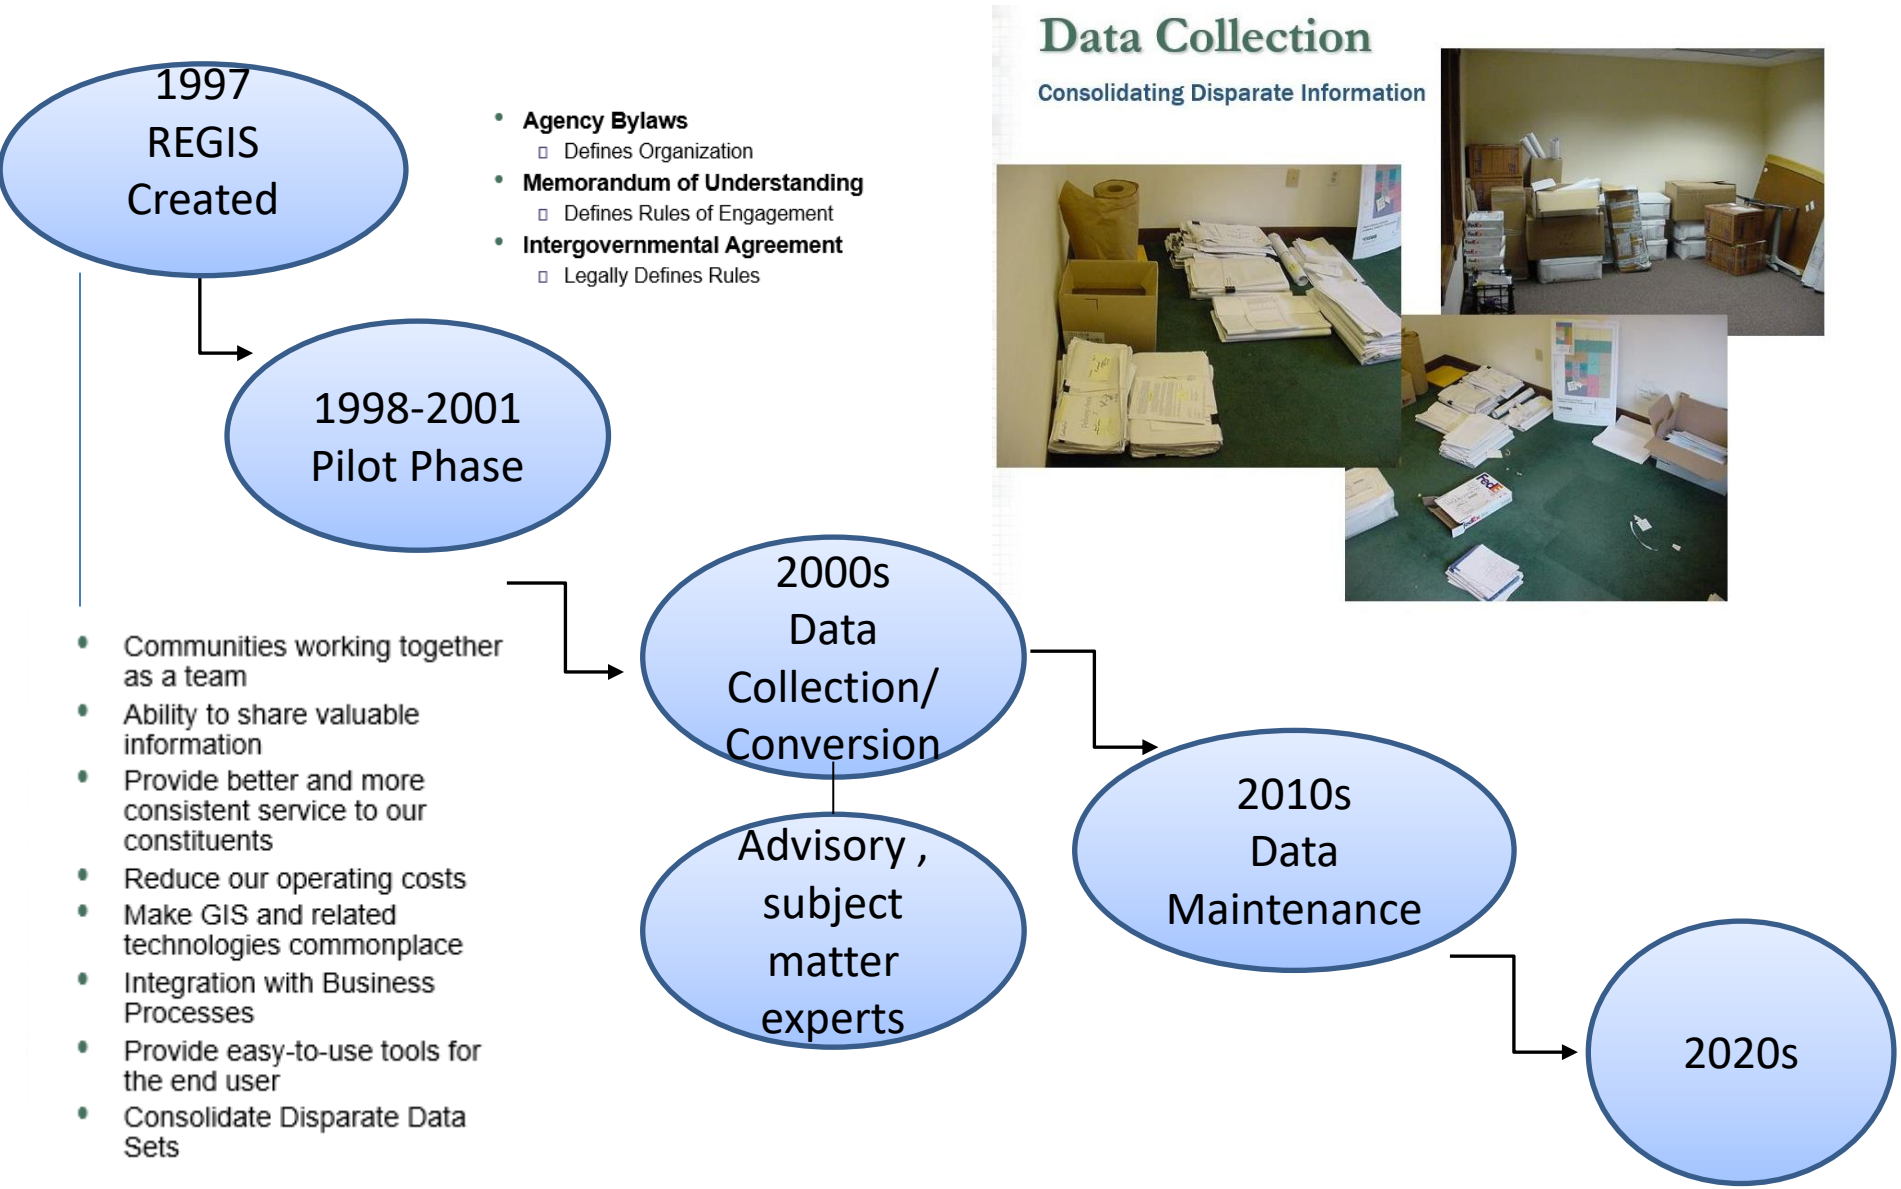 1997
REGIS
Created
• Agency Bylaws
▯ Defines Organization
• Memorandum of Understanding
▯ Defines Rules of Engagement
• Intergovernmental Agreement
▯ Legally Defines Rules
Data Collection
Consolidating Disparate Information
FedEx
1998-2001
Pilot Phase
2000s
Data
Collection/
Conversion
Advisory ,
subject
matter
experts
2010s
Data
Maintenance
2020s
• Communities working together
as a team
• Ability to share valuable
information
• Provide better and more
consistent service to our
constituents
• Reduce our operating costs
• Make GIS and related
technologies commonplace
• Integration with Business
Processes
• Provide easy-to-use tools for
the end user
• Consolidate Disparate Data
Sets